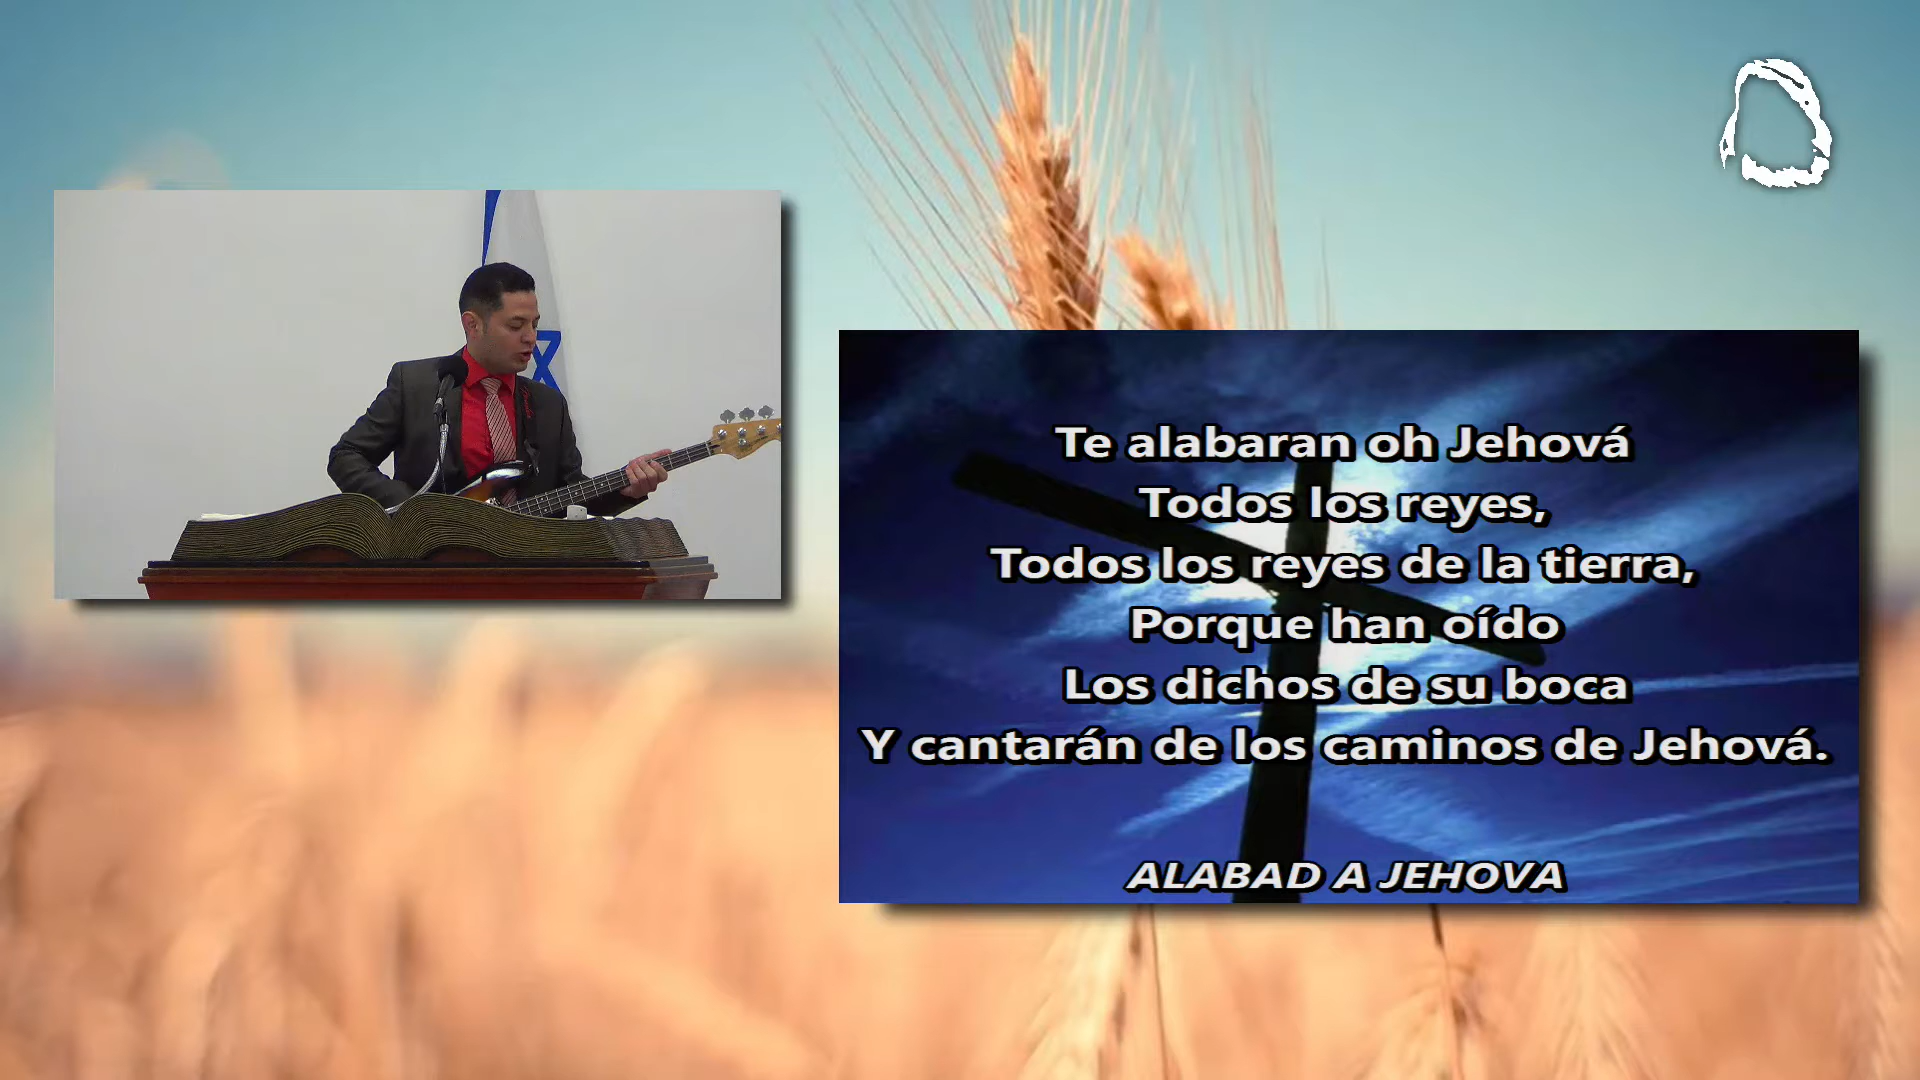 Te alabaran oh Jehová
Todos los reyes,
Todos los reyes de la tierra,
Porque han oído
Los dichos de su boca
Y cantarán de los caminos de Jehová.
ALABAD A JEHOVA